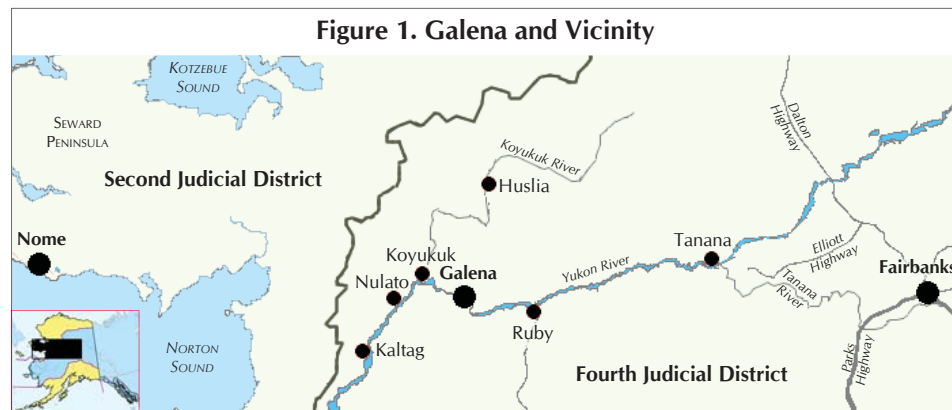 Figure 1. Galena and Vicinity
KOTZEBUE
SOUND
SEWARD
PENINSULA
Second Judicial District
Koyukuk River
Huslia
Dalton
Highway
Nome
Koyukuk
Galena
Nulato
Yukon River
Tanana
Elliott
Highway
Tanana
River
Fairbanks
Ruby
NORTON
SOUND
Kaltag
Fourth Judicial District
Parks
Highway